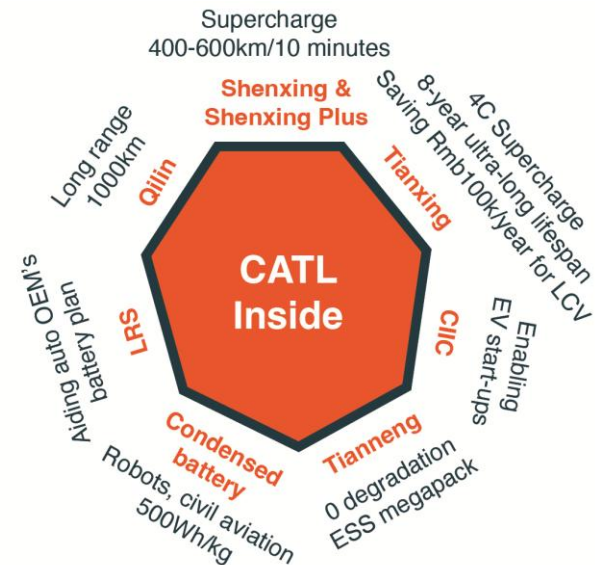 Supercharge
400-600km/10 minutes
Shenxing &
Shenxing Plus
4C Supercharge
8-year ultra-long lifespan
Saving Rmb100k/year for LCV
Tianxing
Enabling
EV start-ups
CIIC
Tianneng
0 degradation
ESS megapack
Condensed
battery
Robots, civil aviation
500Wh/kg
LRS
Aiding auto OEM's
battery plan
Long range
1000km
Qilin
CATL
Inside